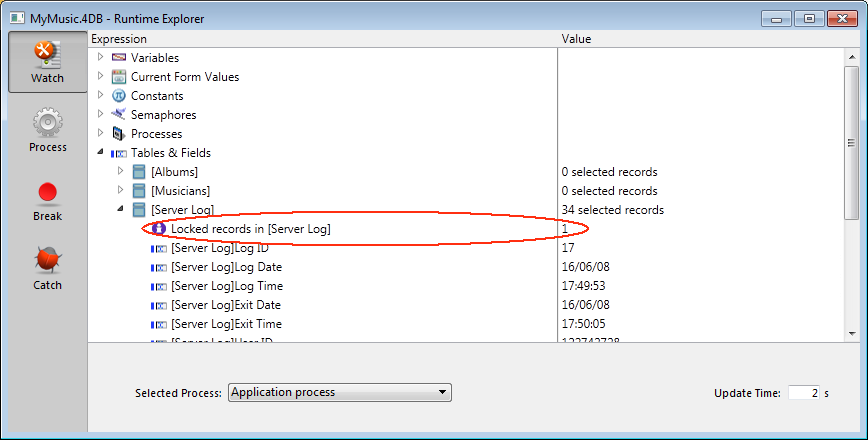 MyMusic.4DB - Runtime Explorer
Expression Value
Watch
Process
Break
Catch
Variables
Current Form Values
Constants
Semaphores
Processes
Tables & Fields
[Albums] 0 selected records
[Musicians] 0 selected records
[Server Log] 34 selected records
Locked records in [Server Log] 1
[Server Log]Log ID 17
[Server Log]Log Date 16/06/08
[Server Log]Log Time 17:49:53
[Server Log]Exit Date 16/06/08
[Server Log]Exit Time 17:50:05
[Server Log]User ID
Selected Process: Application process Update Time: 2 s